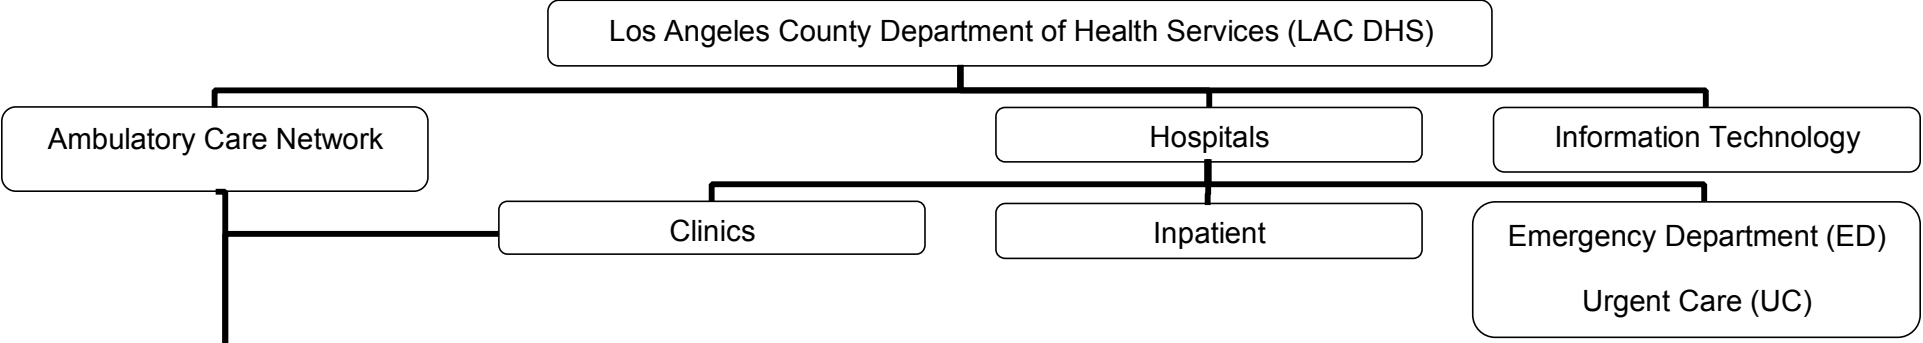 Los Angeles County Department of Health Services (LAC DHS)
Ambulatory Care Network
Hospitals
Information Technology
Clinics
Inpatient
Emergency Department (ED)
Urgent Care (UC)